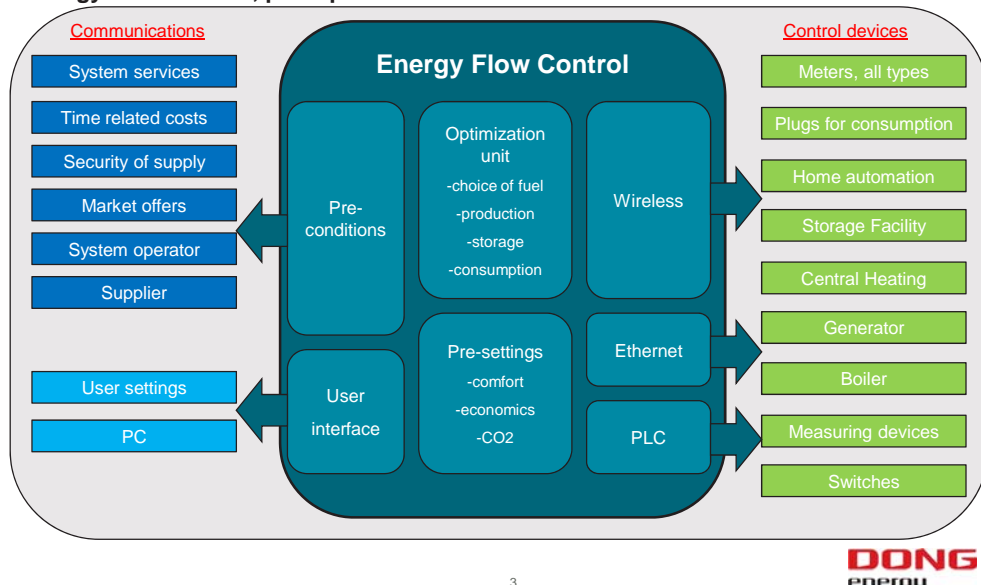 Communications
System services
Time related costs
Security of supply
Market offers
System operator
Supplier
User settings
PC
Energy Flow Control
Pre-
conditions
User
interface
Optimization
unit
-choice of fuel
-production
-storage
-consumption
Pre-settings
-comfort
-economics
-CO2
Wireless
Ethernet
PLC
Control devices
Meters, all types
Plugs for consumption
Home automation
Storage Facility
Central Heating
Generator
Boiler
Measuring devices
Switches
3
DONG
energy